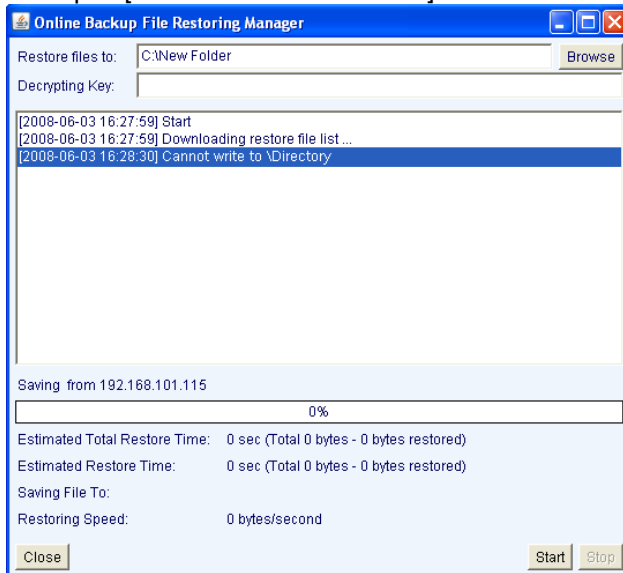 Online Backup File Restoring Manager
Restore files to: C:\New Folder Browse
Decrypting Key:
[2008-06-03 16:27:59] Start
[2008-06-03 16:27:59] Downloading restore file list ...
[2008-06-03 16:28:30] Cannot write to \Directory
Saving from 192.168.101.115
0%
Estimated Total Restore Time: 0 sec (Total 0 bytes - 0 bytes restored)
Estimated Restore Time: 0 sec (Total 0 bytes - 0 bytes restored)
Saving File To:
Restoring Speed: 0 bytes/second
Close Start Stop